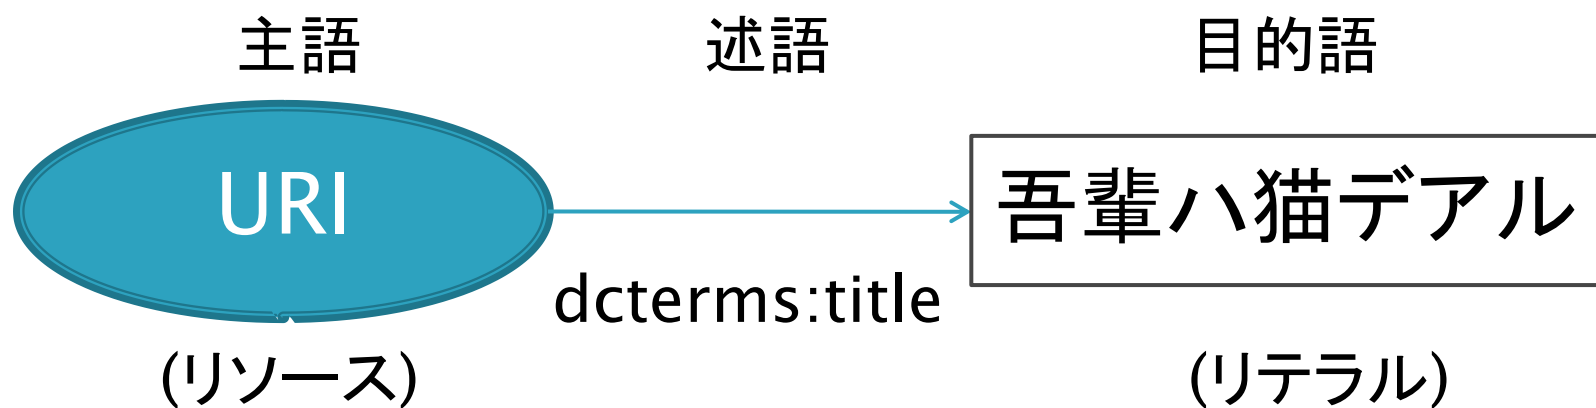 主語 述語 目的語
URI 吾輩ハ猫デアル
dcterms:title
(リソース) (リテラル)